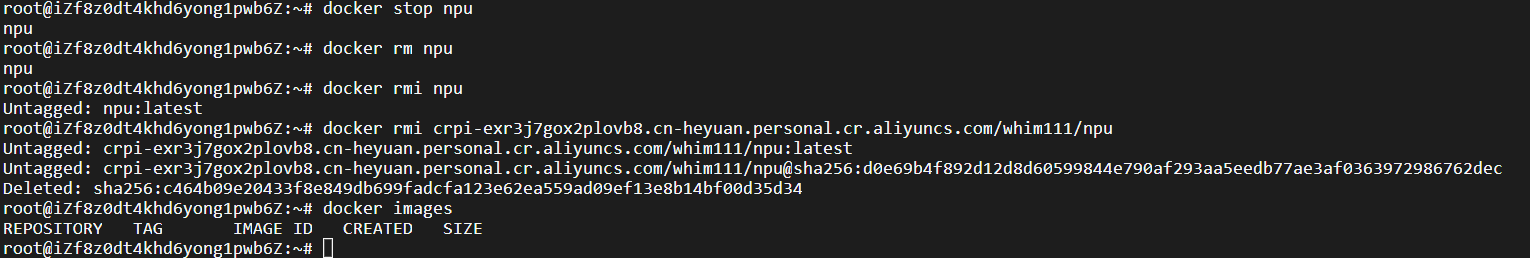 root@iZf8z0dt4khd6yong1pwb6Z:~# docker stop npu
npu
root@iZf8z0dt4khd6yong1pwb6Z:~# docker rm npu
npu
root@iZf8z0dt4khd6yong1pwb6Z:~# docker rmi npu
Untagged: npu:latest
root@iZf8z0dt4khd6yong1pwb6Z:~# docker rmi crpi-exr3j7gox2plovb8.cn-heyuan.personal.cr.aliyuncs.com/whim111/npu
Untagged: crpi-exr3j7gox2plovb8.cn-heyuan.personal.cr.aliyuncs.com/whim111/npu:latest
Untagged: crpi-exr3j7gox2plovb8.cn-heyuan.personal.cr.aliyuncs.com/whim111/npu@sha256:d0e69b4f892d12d8d60599844e790af293aa5eedb77ae3af0363972986762dec
Deleted: sha256:c464b09e20433f8e849db699fadcfa123e62ea559ad09ef13e8b14bf00d35d34
root@iZf8z0dt4khd6yong1pwb6Z:~# docker images
REPOSITORY   TAG       IMAGE ID   CREATED   SIZE
root@iZf8z0dt4khd6yong1pwb6Z:~#